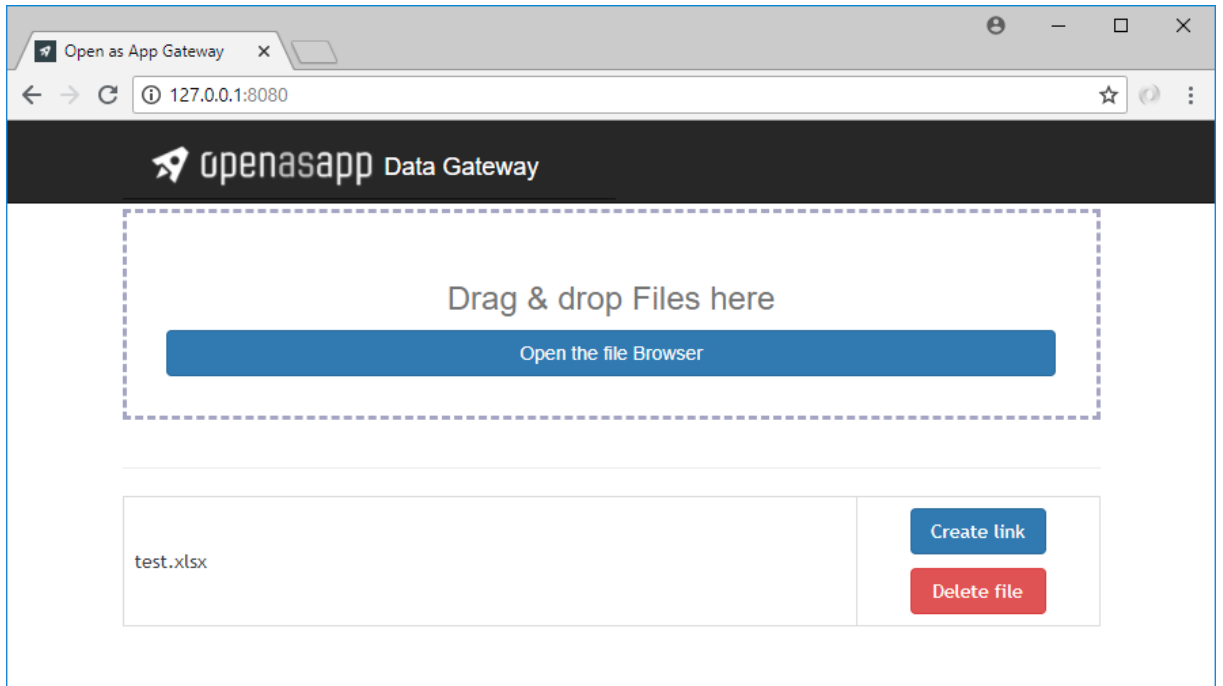 Open as App Gateway
127.0.0.1:8080
openasapp Data Gateway
Drag & drop Files here
Open the file Browser
test.xlsx
Create link
Delete file